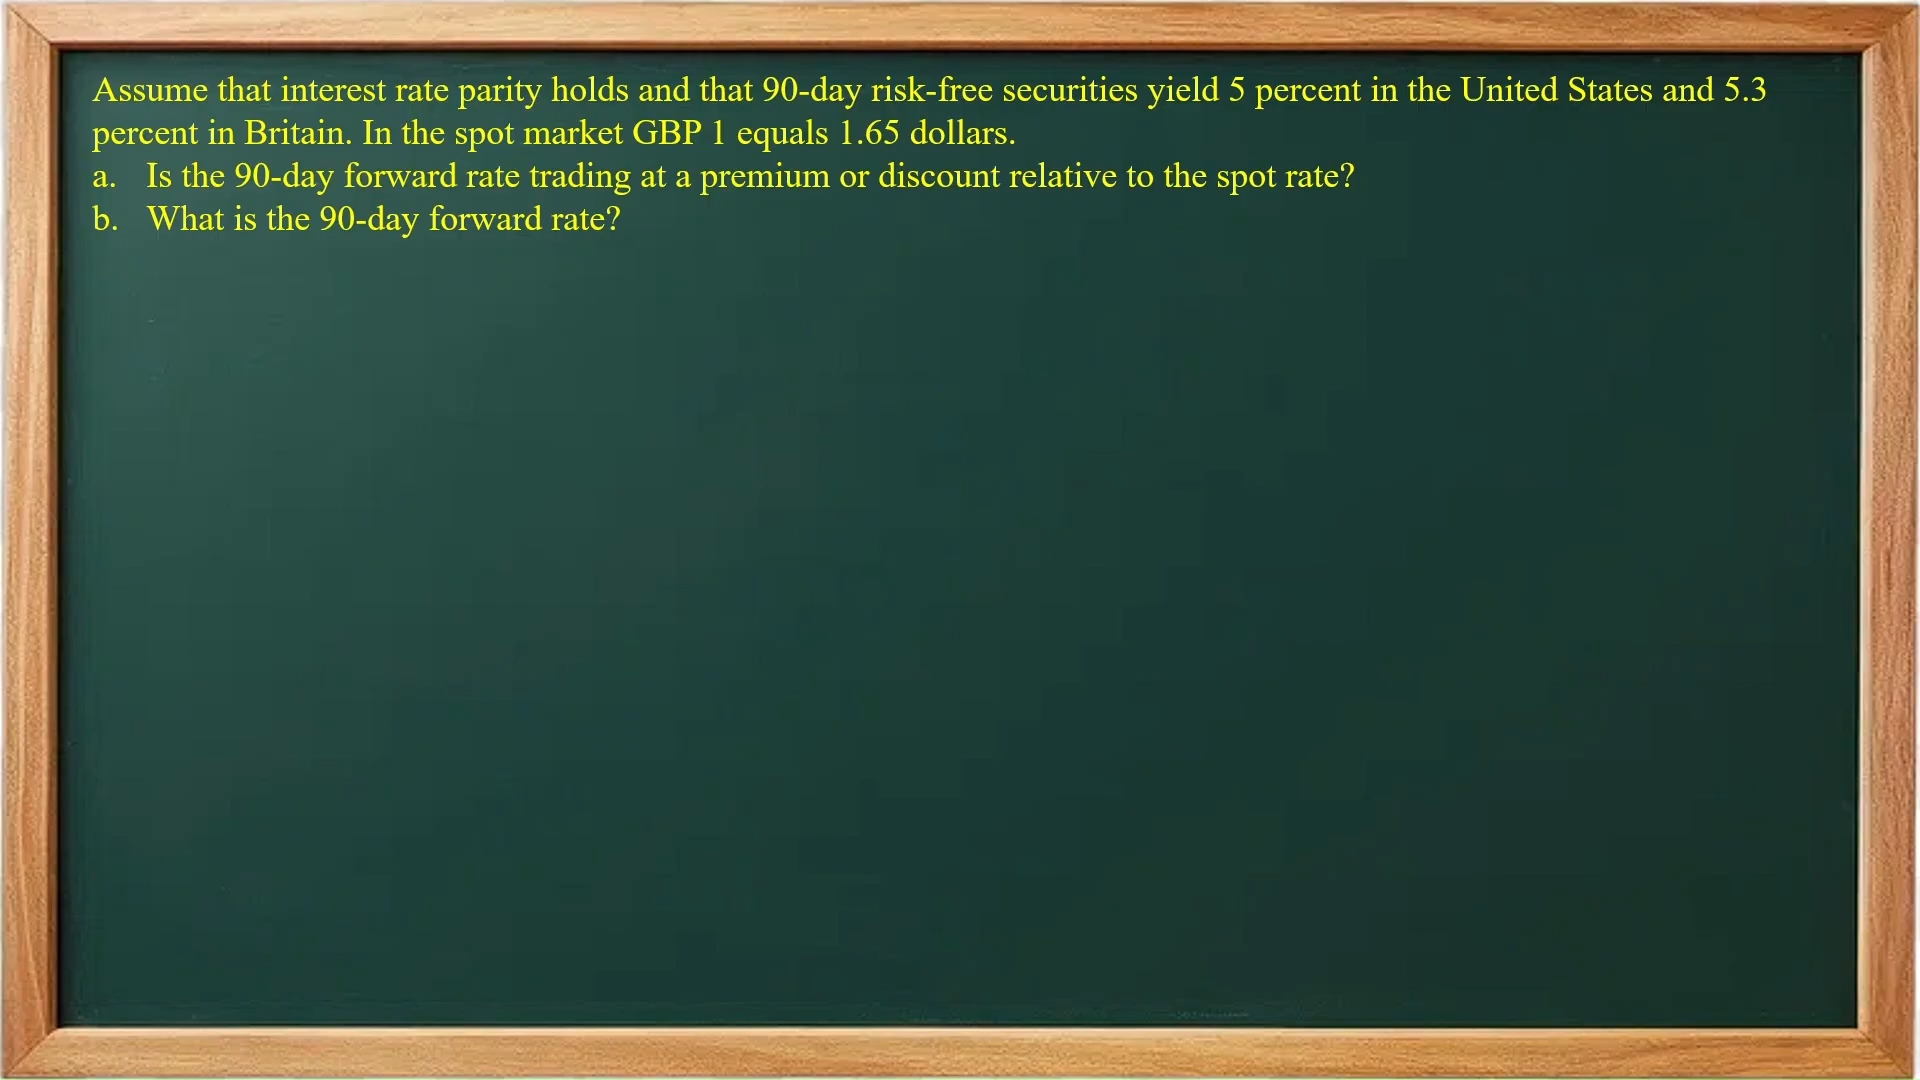 Assume that interest rate parity holds and that 90-day risk-free securities yield 5 percent in the United States and 5.3
percent in Britain. In the spot market GBP 1 equals 1.65 dollars.
a. Is the 90-day forward rate trading at a premium or discount relative to the spot rate?
b. What is the 90-day forward rate?